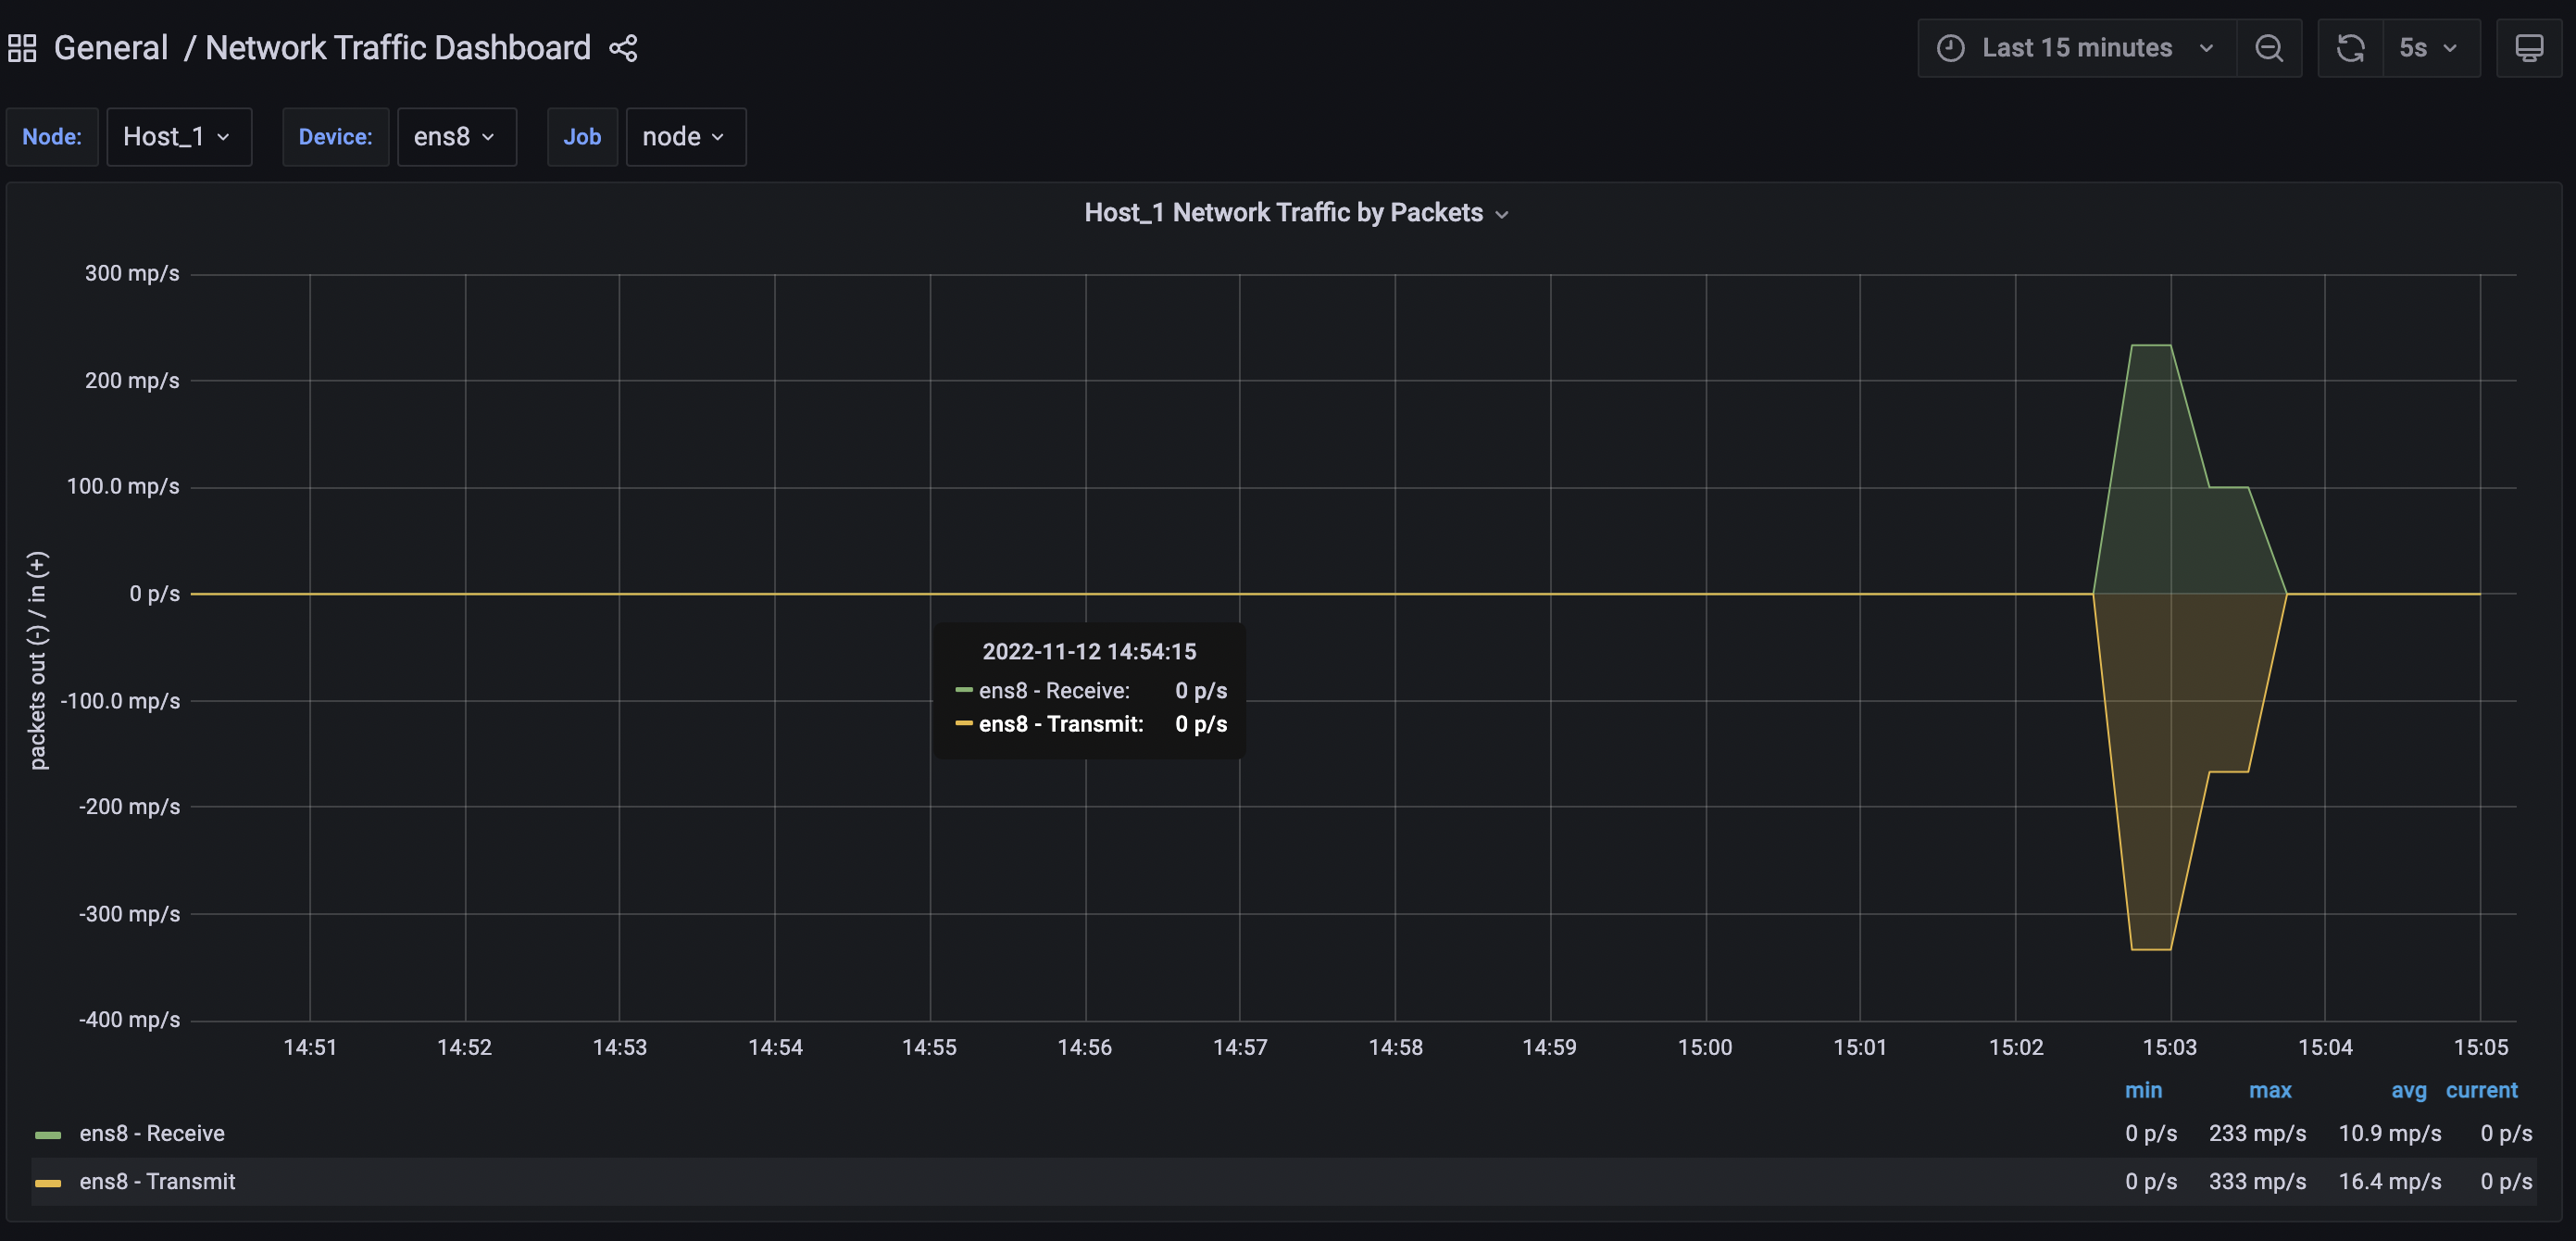 General / Network Traffic Dashboard
Last 15 minutes
5s
Node: Host_1 Device: ens8 Job node
Host_1 Network Traffic by Packets
packets out (-) / in (+)
300 mp/s
200 mp/s
100.0 mp/s
0 p/s
-100.0 mp/s
-200 mp/s
-300 mp/s
-400 mp/s
2022-11-12 14:54:15
ens8 - Receive: 0 p/s
ens8 - Transmit: 0 p/s
14:51 14:52 14:53 14:54 14:55 14:56 14:57 14:58 14:59 15:00 15:01 15:02 15:03 15:04 15:05
min max avg current
ens8 - Receive 0 p/s 233 mp/s 10.9 mp/s 0 p/s
ens8 - Transmit 0 p/s 333 mp/s 16.4 mp/s 0 p/s